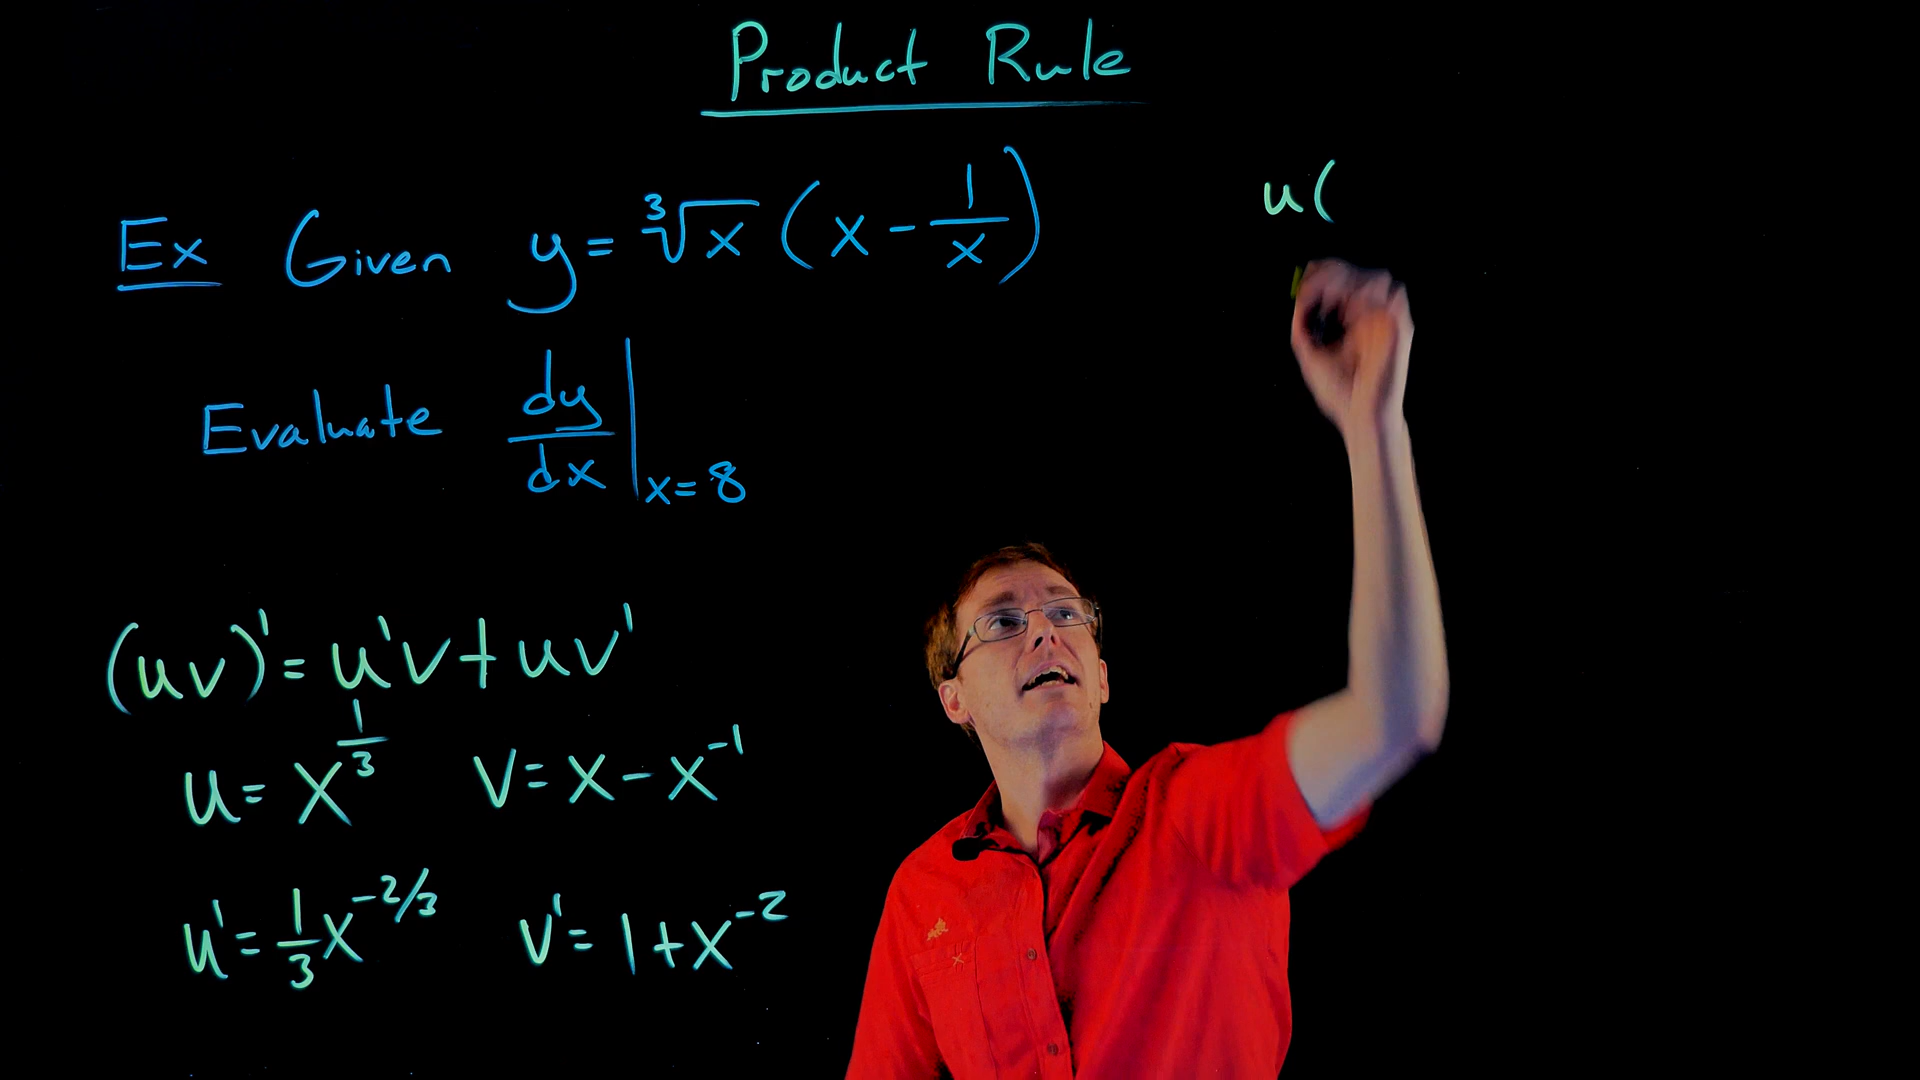 Product Rule
Ex Given y = ∛x (x - 1/x)
Evaluate dy/dx |x=8
(uv)' = u'v + uv'
u = x^(1/3) v = x - x^-1
u' = 1/3 x^-2/3 v' = 1 + x^-2
u(